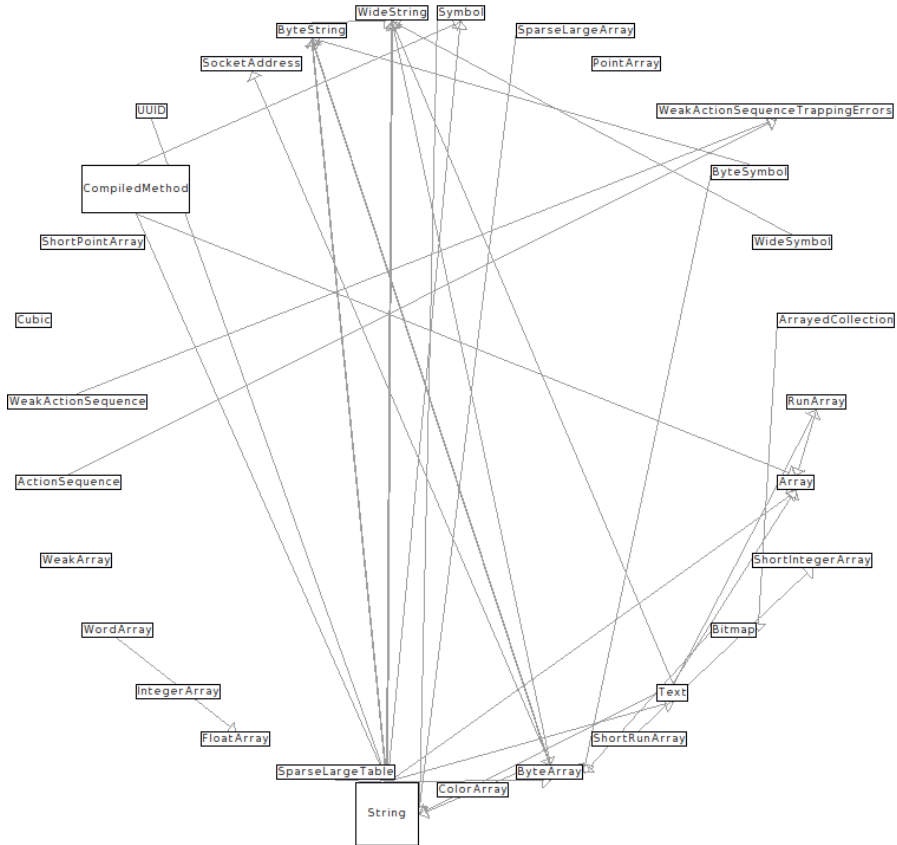 WideString
Symbol
ByteString
SparseLargeArray
SocketAddress
PointArray
UUID
WeakActionSequenceTrappingErrors
CompiledMethod
ByteSymbol
ShortPointArray
WideSymbol
Cubic
ArrayedCollection
WeakActionSequence
RunArray
ActionSequence
Array
WeakArray
ShortIntegerArray
WordArray
Bitmap
IntegerArray
Text
FloatArray
ShortRunArray
SparseLargeTable
ByteArray
ColorArray
String